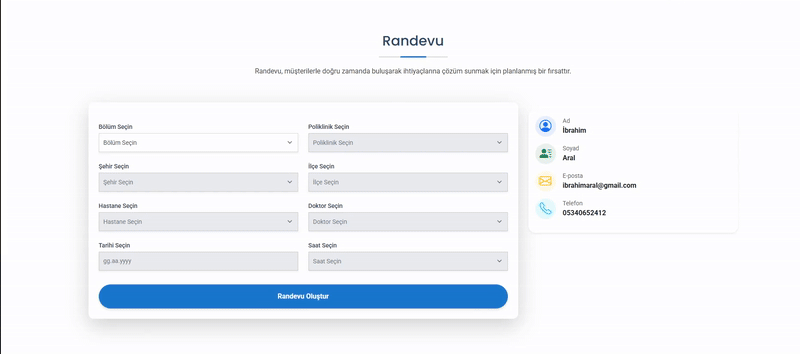 Randevu
Randevu, müşterilerle doğru zamanda buluşarak ihtiyaçlarına çözüm sunmak için planlanmış bir fırsattır.
Bölüm Seçin
Bölüm Seçin
Poliklinik Seçin
Poliklinik Seçin
Şehir Seçin
Şehir Seçin
İlçe Seçin
İlçe Seçin
Hastane Seçin
Hastane Seçin
Doktor Seçin
Doktor Seçin
Tarihi Seçin
gg.aa.yyyy
Saat Seçin
Saat Seçin
Randevu Oluştur
Ad
İbrahim
Soyad
Aral
E-posta
ibrahimaral@gmail.com
Telefon
05340652412